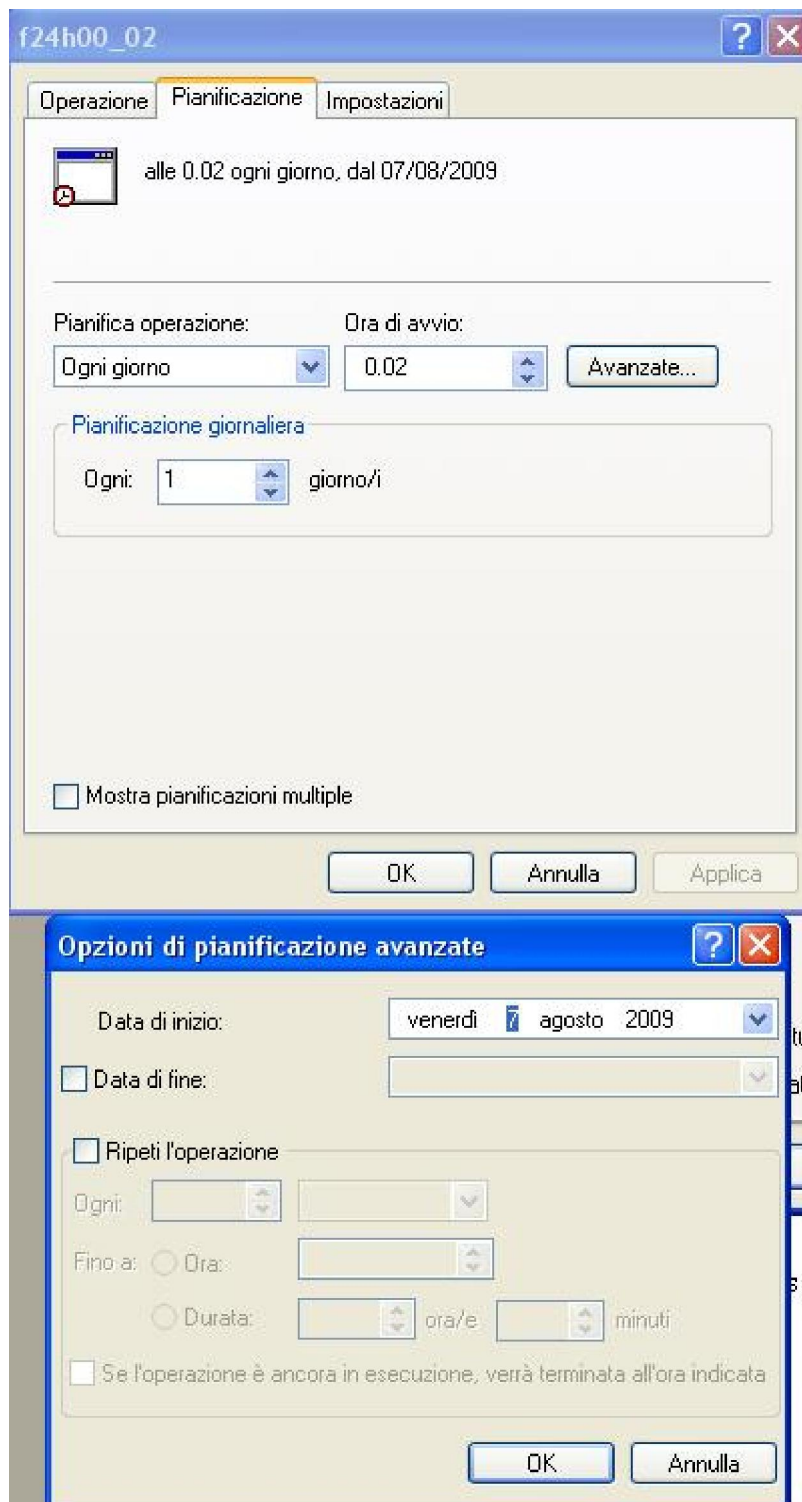 f24h00_02
Operazione Pianificazione Impostazioni
alle 0.02 ogni giorno, dal 07/08/2009
Pianifica operazione: Ora di avvio:
Ogni giorno 0.02 Avanzate...
Pianificazione giornaliera
Ogni: 1 giorno/i
Mostra pianificazioni multiple
OK Annulla Applica
Opzioni di pianificazione avanzate
Data di inizio: venerdì 7 agosto 2009
Data di fine:
Ripeti l'operazione
Ogni:
Fino a: Ora:
Durata: ora/e minuti
Se l'operazione è ancora in esecuzione, verrà terminata all'ora indicata
OK Annulla